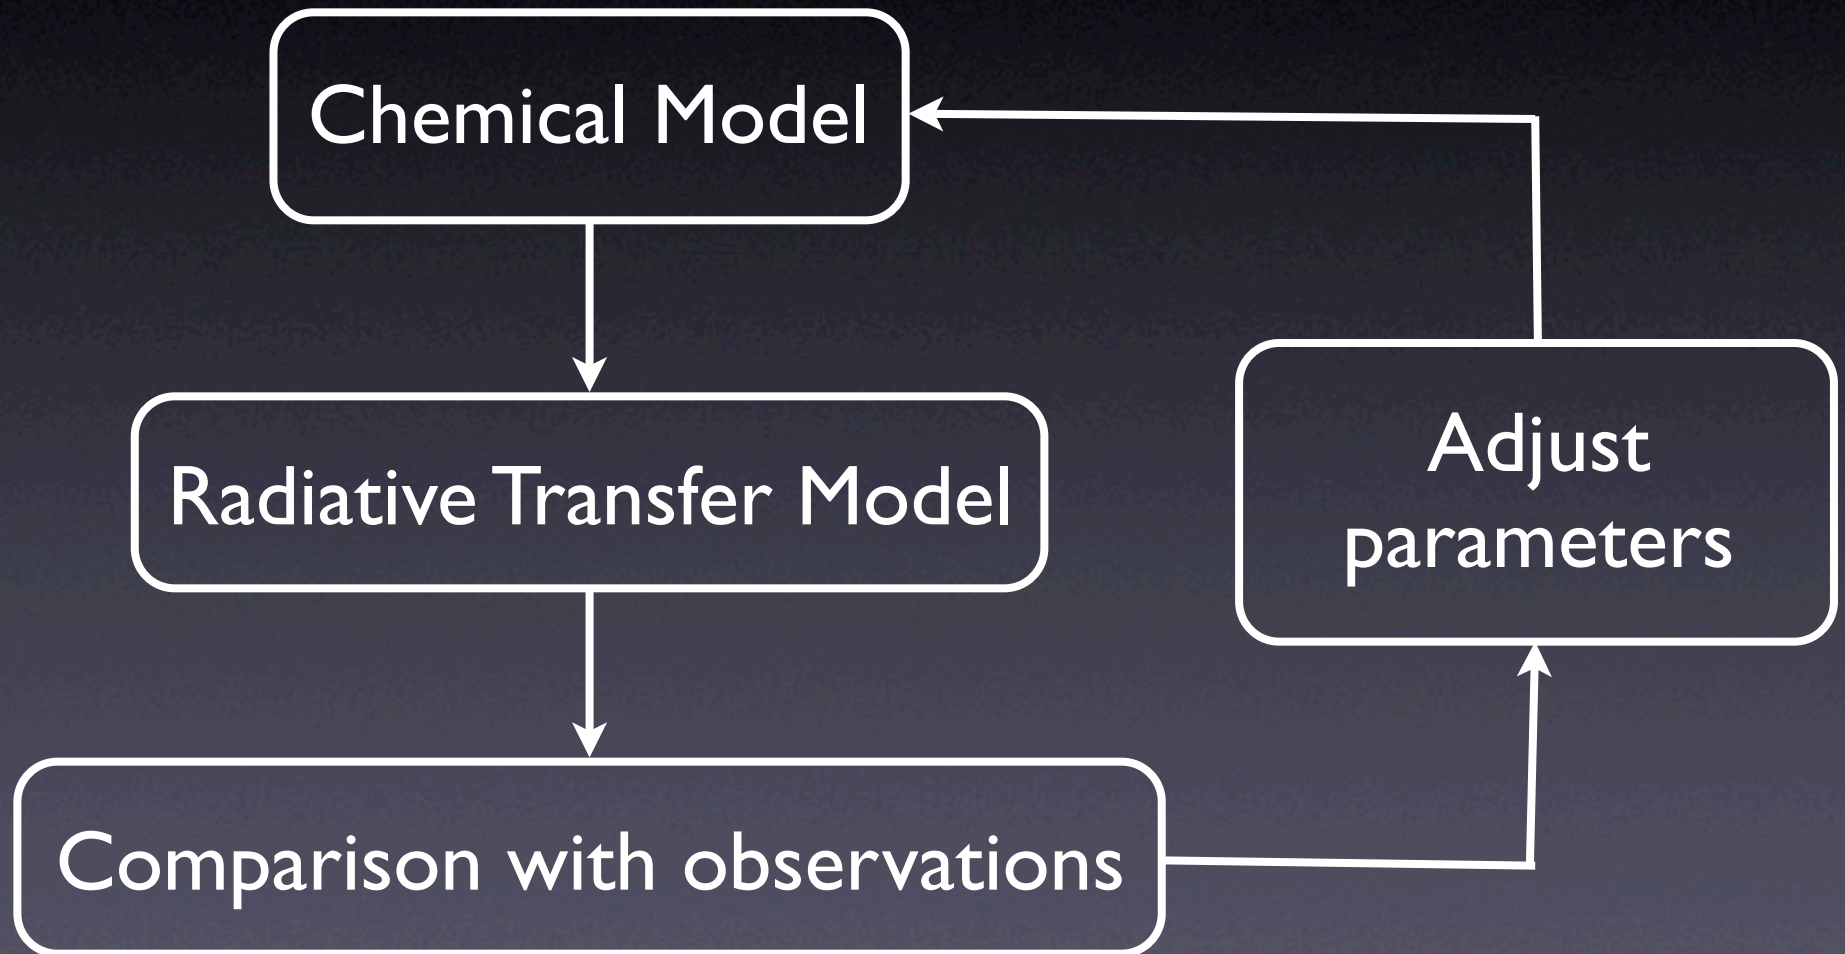 Chemical Model
Radiative Transfer Model
Adjust
parameters
Comparison with observations